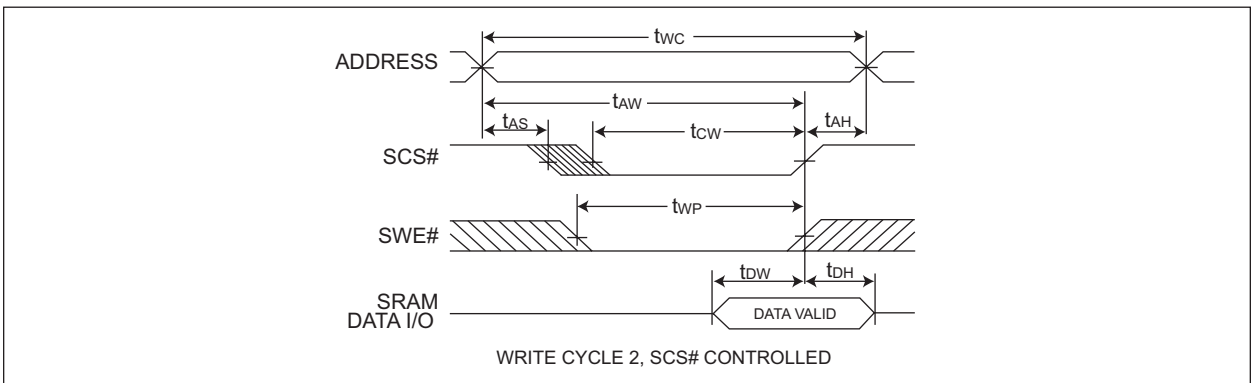 tWC
ADDRESS
tAW
tAS
tCW
tAH
SCS#
tWP
SWE#
tDW
tDH
SRAM
DATA I/O
DATA VALID
WRITE CYCLE 2, SCS# CONTROLLED